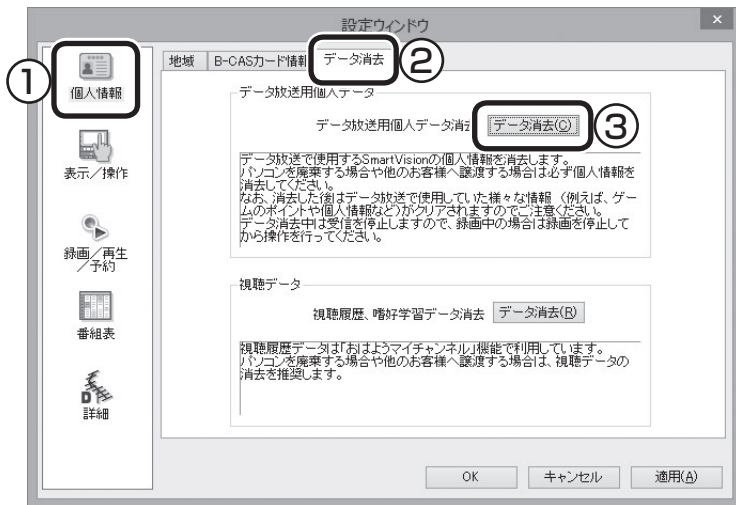 設定ウィンドウ
×
①
個人情報
表示／操作
録画／再生
／予約
番組表
詳細
地域
B-CASカード情報
データ消去
②
データ放送用個人データ
データ放送用個人データ消去
データ消去(C)
③
データ放送で使用するSmartVisionの個人情報を消去します。
パソコンを廃棄する場合や他のお客様へ譲渡する場合は必ず個人情報を
消去してください。
なお、消去した後はデータ放送で使用していた様々な情報（例えば、ゲー
ムのポイントや個人情報など）がクリアされますのでご注意ください。
データ消去中は受信を停止しますので、録画中の場合は録画を停止して
から操作を行ってください。
視聴データ
視聴履歴、嗜好学習データ消去
データ消去(R)
視聴履歴データは「おはようマイチャンネル」機能で利用しています。
パソコンを廃棄する場合や他のお客様へ譲渡する場合は、視聴データの
消去を推奨します。
OK
キャンセル
適用(A)